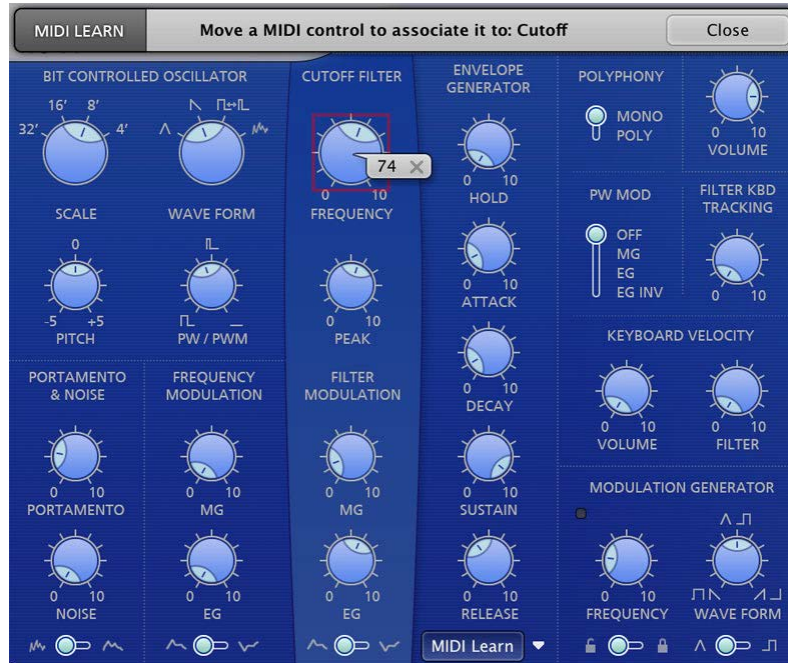 MIDI LEARN
Move a MIDI control to associate it to: Cutoff
Close
BIT CONTROLLED OSCILLATOR
32' 16' 8' 4'
SCALE
WAVE FORM
0
-5 +5
PITCH
PW / PWM
PORTAMENTO
& NOISE
0 10
PORTAMENTO
0 10
NOISE
FREQUENCY
MODULATION
0 10
MG
0 10
EG
CUTOFF FILTER
74
0 10
FREQUENCY
0 10
PEAK
FILTER
MODULATION
0 10
MG
0 10
EG
ENVELOPE
GENERATOR
0 10
HOLD
0 10
ATTACK
0 10
DECAY
0 10
SUSTAIN
0 10
RELEASE
MIDI Learn
POLYPHONY
MONO
POLY
0 10
VOLUME
PW MOD
OFF
MG
EG
EG INV
FILTER KBD
TRACKING
0 10
KEYBOARD VELOCITY
0 10
VOLUME
0 10
FILTER
MODULATION GENERATOR
0 10
FREQUENCY
WAVE FORM